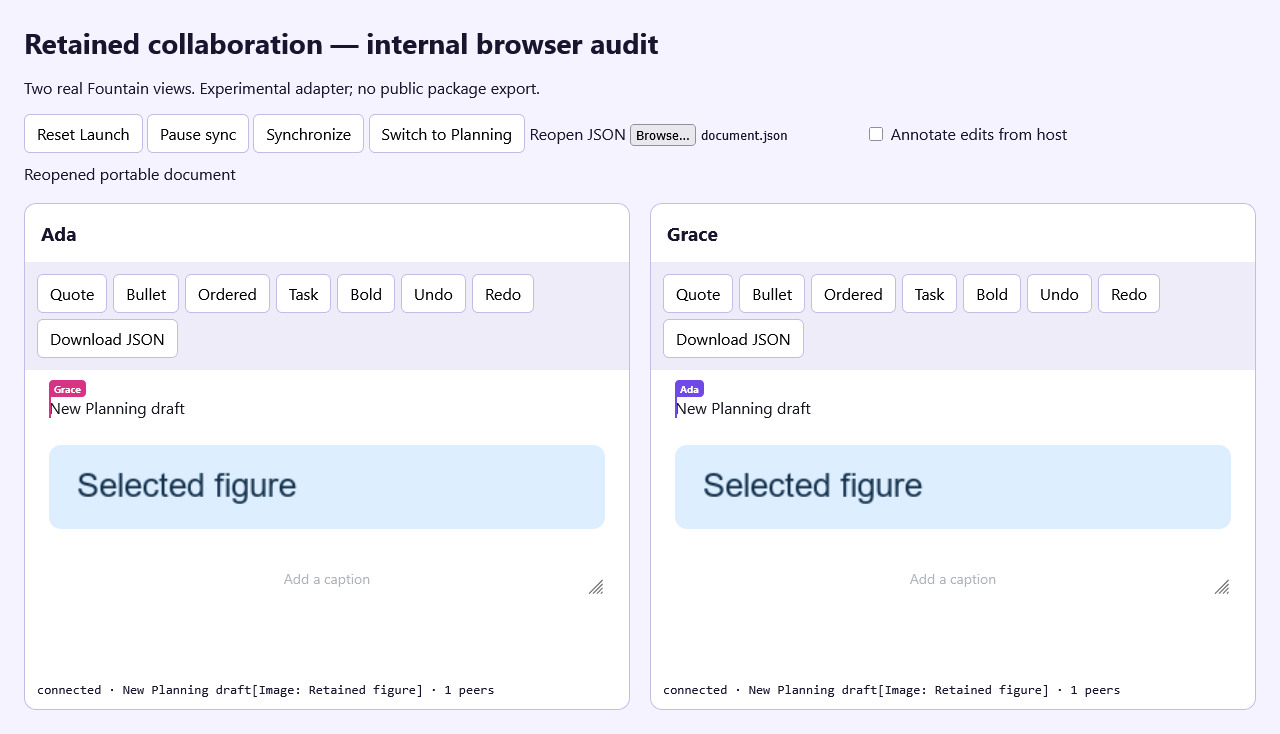 Retained collaboration — internal browser audit
Two real Fountain views. Experimental adapter; no public package export.
Reset Launch Pause sync Synchronize Switch to Planning Reopen JSON Browse... document.json Annotate edits from host
Reopened portable document
Ada
Quote Bullet Ordered Task Bold Undo Redo
Download JSON
Grace
New Planning draft
Selected figure
Add a caption
connected · New Planning draft[Image: Retained figure] · 1 peers
Grace
Quote Bullet Ordered Task Bold Undo Redo
Download JSON
Ada
New Planning draft
Selected figure
Add a caption
connected · New Planning draft[Image: Retained figure] · 1 peers